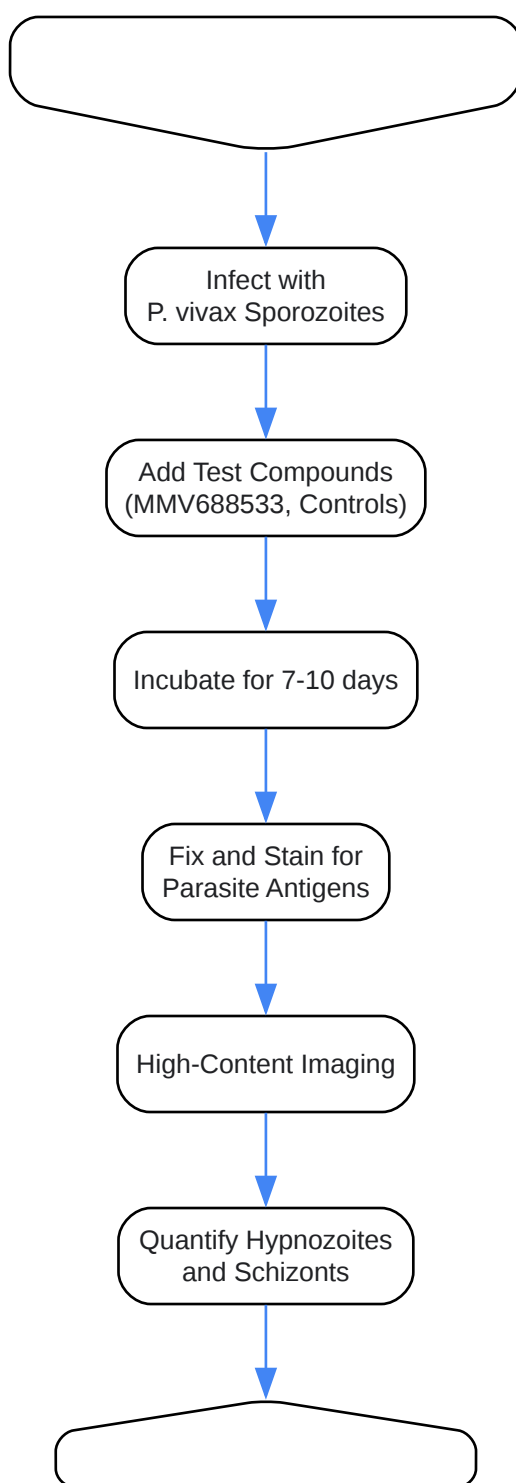 Infect with
P. vivax Sporozoites
Add Test Compounds
(MMV688533, Controls)
Incubate for 7-10 days
Fix and Stain for
Parasite Antigens
High-Content Imaging
Quantify Hypnozoites
and Schizonts